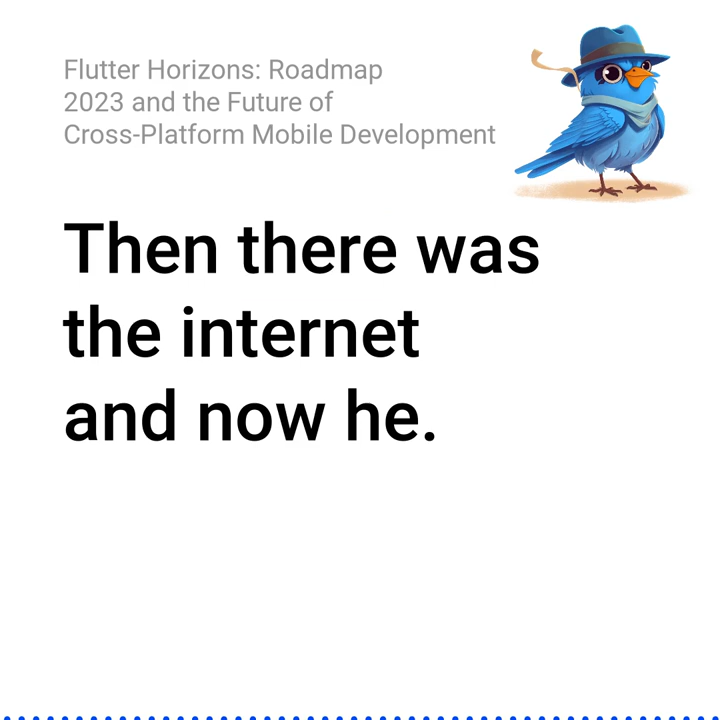 Flutter Horizons: Roadmap
2023 and the Future of
Cross-Platform Mobile Development
Then there was
the internet
and now he.